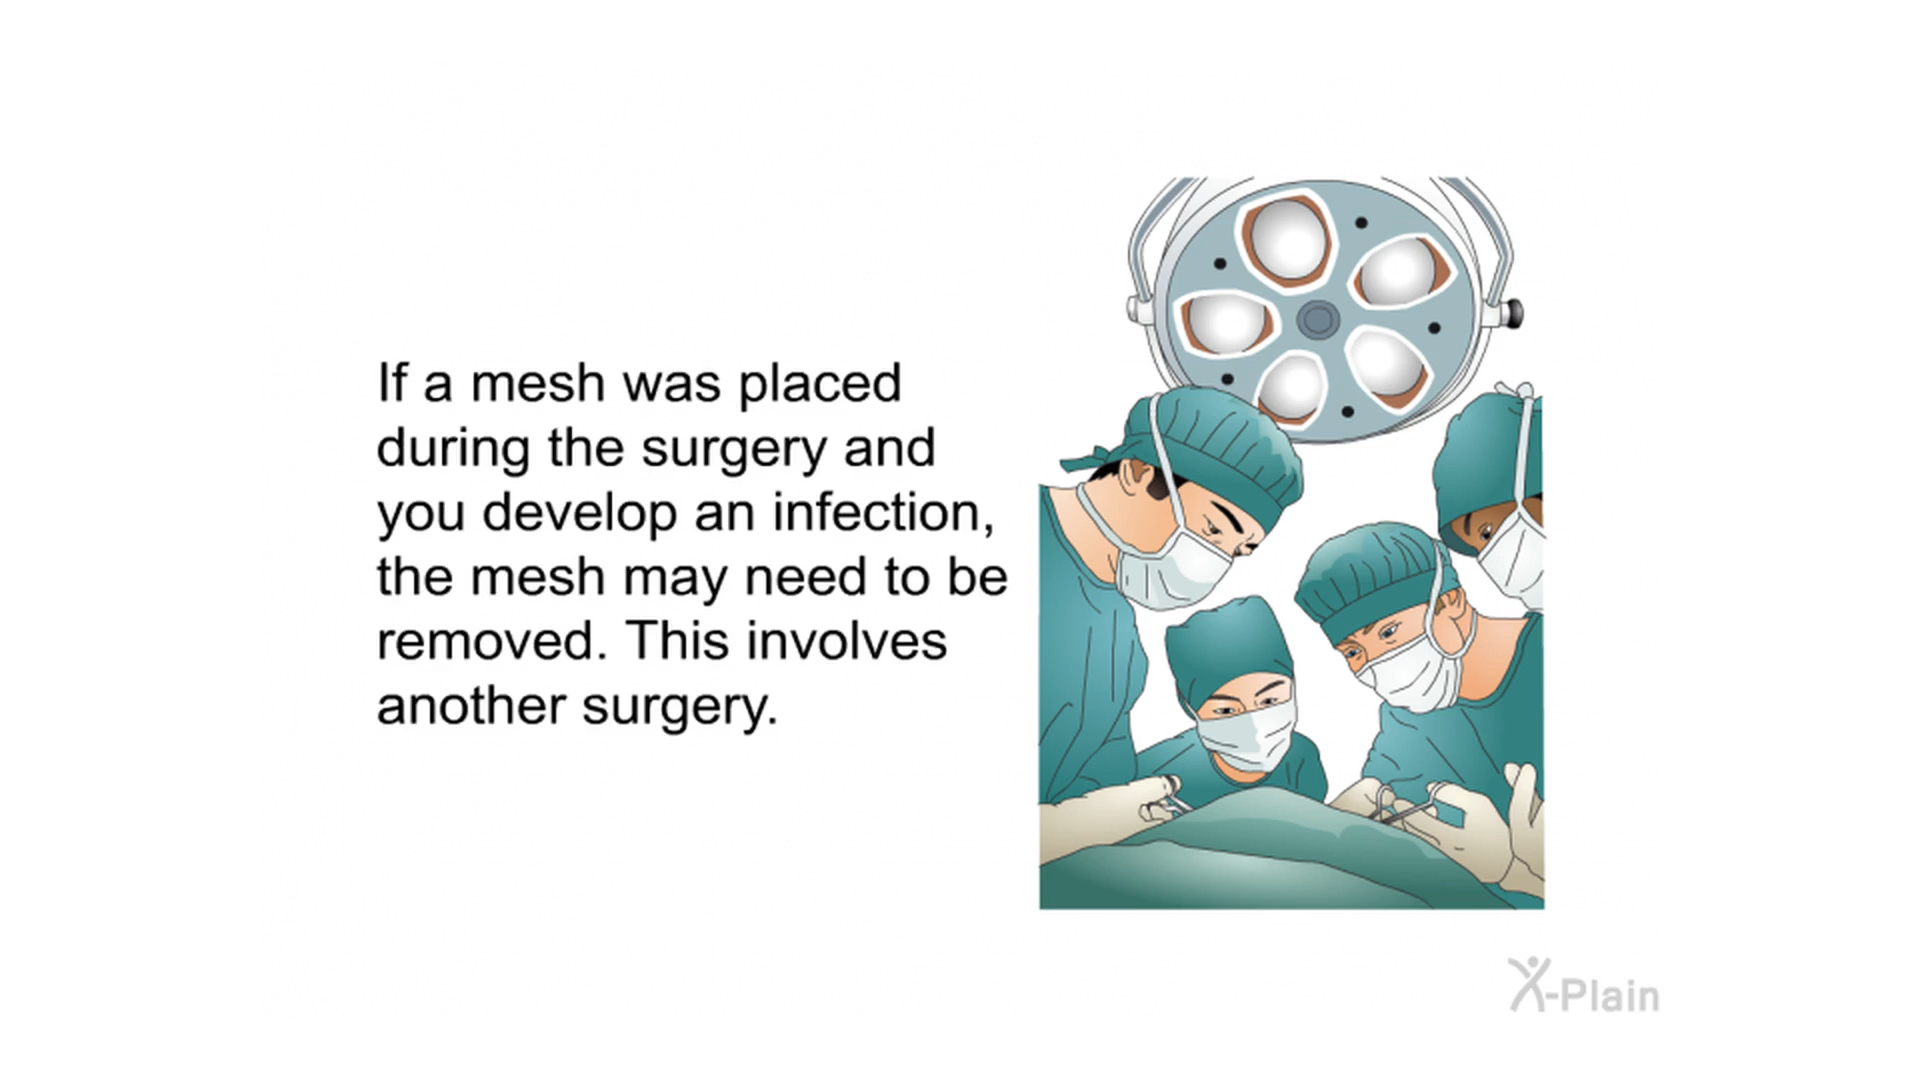 If a mesh was placed
during the surgery and
you develop an infection,
the mesh may need to be
removed. This involves
another surgery.
X-Plain